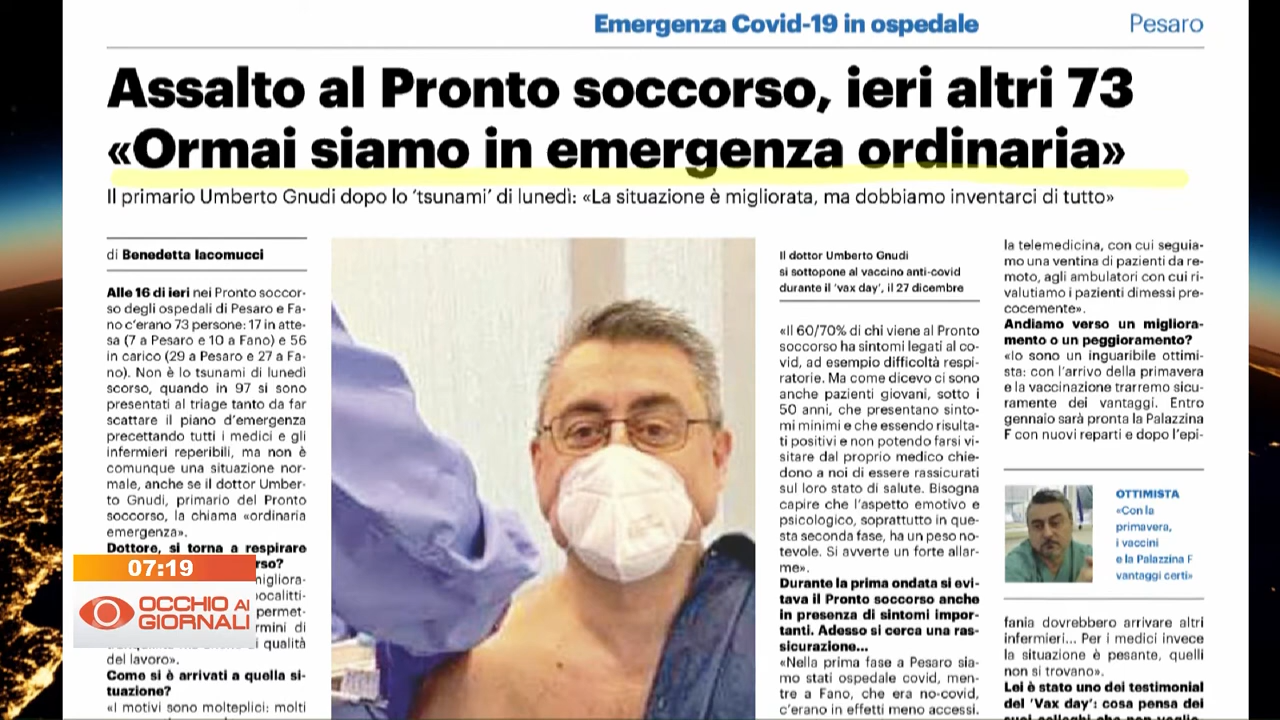 Emergenza Covid-19 in ospedale
Pesaro
Assalto al Pronto soccorso, ieri altri 73
«Ormai siamo in emergenza ordinaria»
Il primario Umberto Gnudi dopo lo 'tsunami' di lunedì: «La situazione è migliorata, ma dobbiamo inventarci di tutto»
di Benedetta Iacomucci
Alle 16 di ieri nei Pronto soccor-
so degli ospedali di Pesaro e Fa-
no c'erano 73 persone: 17 in atte-
sa (7 a Pesaro e 10 a Fano) e 56
in carico (29 a Pesaro e 27 a Fa-
no). Non è lo tsunami di lunedì
scorso, quando in 97 si sono
presentati al triage tanto da far
scattare il piano d'emergenza
precettando tutti i medici e gli
infermieri reperibili, ma non è
comunque una situazione nor-
male, anche se il dottor Umber-
to Gnudi, primario del Pronto
soccorso, la chiama «ordinaria
emergenza».
Dottore, si torna a respirare
07:19
OCCHIO AI
GIORNALI
del lavoro».
Come si è arrivati a quella si-
tuazione?
«I motivi sono molteplici: molti
Il dottor Umberto Gnudi
si sottopone al vaccino anti-covid
durante il 'vax day', il 27 dicembre
«Il 60/70% di chi viene al Pronto
soccorso ha sintomi legati al co-
vid, ad esempio difficoltà respi-
ratorie. Ma come dicevo ci sono
anche pazienti giovani, sotto i
50 anni, che presentano sinto-
mi minimi e che essendo risulta-
ti positivi e non potendo farsi vi-
sitare dal proprio medico chie-
dono a noi di essere rassicurati
sul loro stato di salute. Bisogna
capire che l'aspetto emotivo e
psicologico, soprattutto in que-
sta seconda fase, ha un peso no-
tevole. Si avverte un forte allar-
me».
Durante la prima ondata si evi-
tava il Pronto soccorso anche
in presenza di sintomi impor-
tanti. Adesso si cerca una ras-
sicurazione...
«Nella prima fase a Pesaro sia-
mo stati ospedale covid, men-
tre a Fano, che era no-covid,
c'erano in effetti meno accessi.
la telemedicina, con cui seguia-
mo una ventina di pazienti da re-
moto, agli ambulatori con cui ri-
valutiamo i pazienti dimessi pre-
cocemente».
Andiamo verso un migliora-
mento o un peggioramento?
«Io sono un inguaribile ottimi-
sta: con l'arrivo della primavera
e la vaccinazione trarremo sicu-
ramente dei vantaggi. Entro
gennaio sarà pronta la Palazzina
F con nuovi reparti e dopo l'epi-
OTTIMISTA
«Con la
primavera,
i vaccini
e la Palazzina F
vantaggi certi»
fania dovrebbero arrivare altri
infermieri... Per i medici invece
la situazione è pesante, quelli
non si trovano».
Lei è stato uno dei testimonial
del 'Vax day': cosa pensa dei